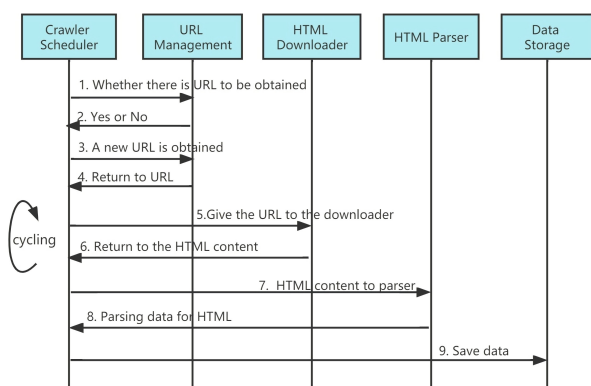 Crawler
Scheduler
URL
Management
HTML
Downloader
HTML Parser
Data
Storage
1. Whether there is URL to be obtained
2. Yes or No
3. A new URL is obtained
4. Return to URL
5.Give the URL to the downloader
cycling
6. Return to the HTML content
7. HTML content to parser
8. Parsing data for HTML
9. Save data